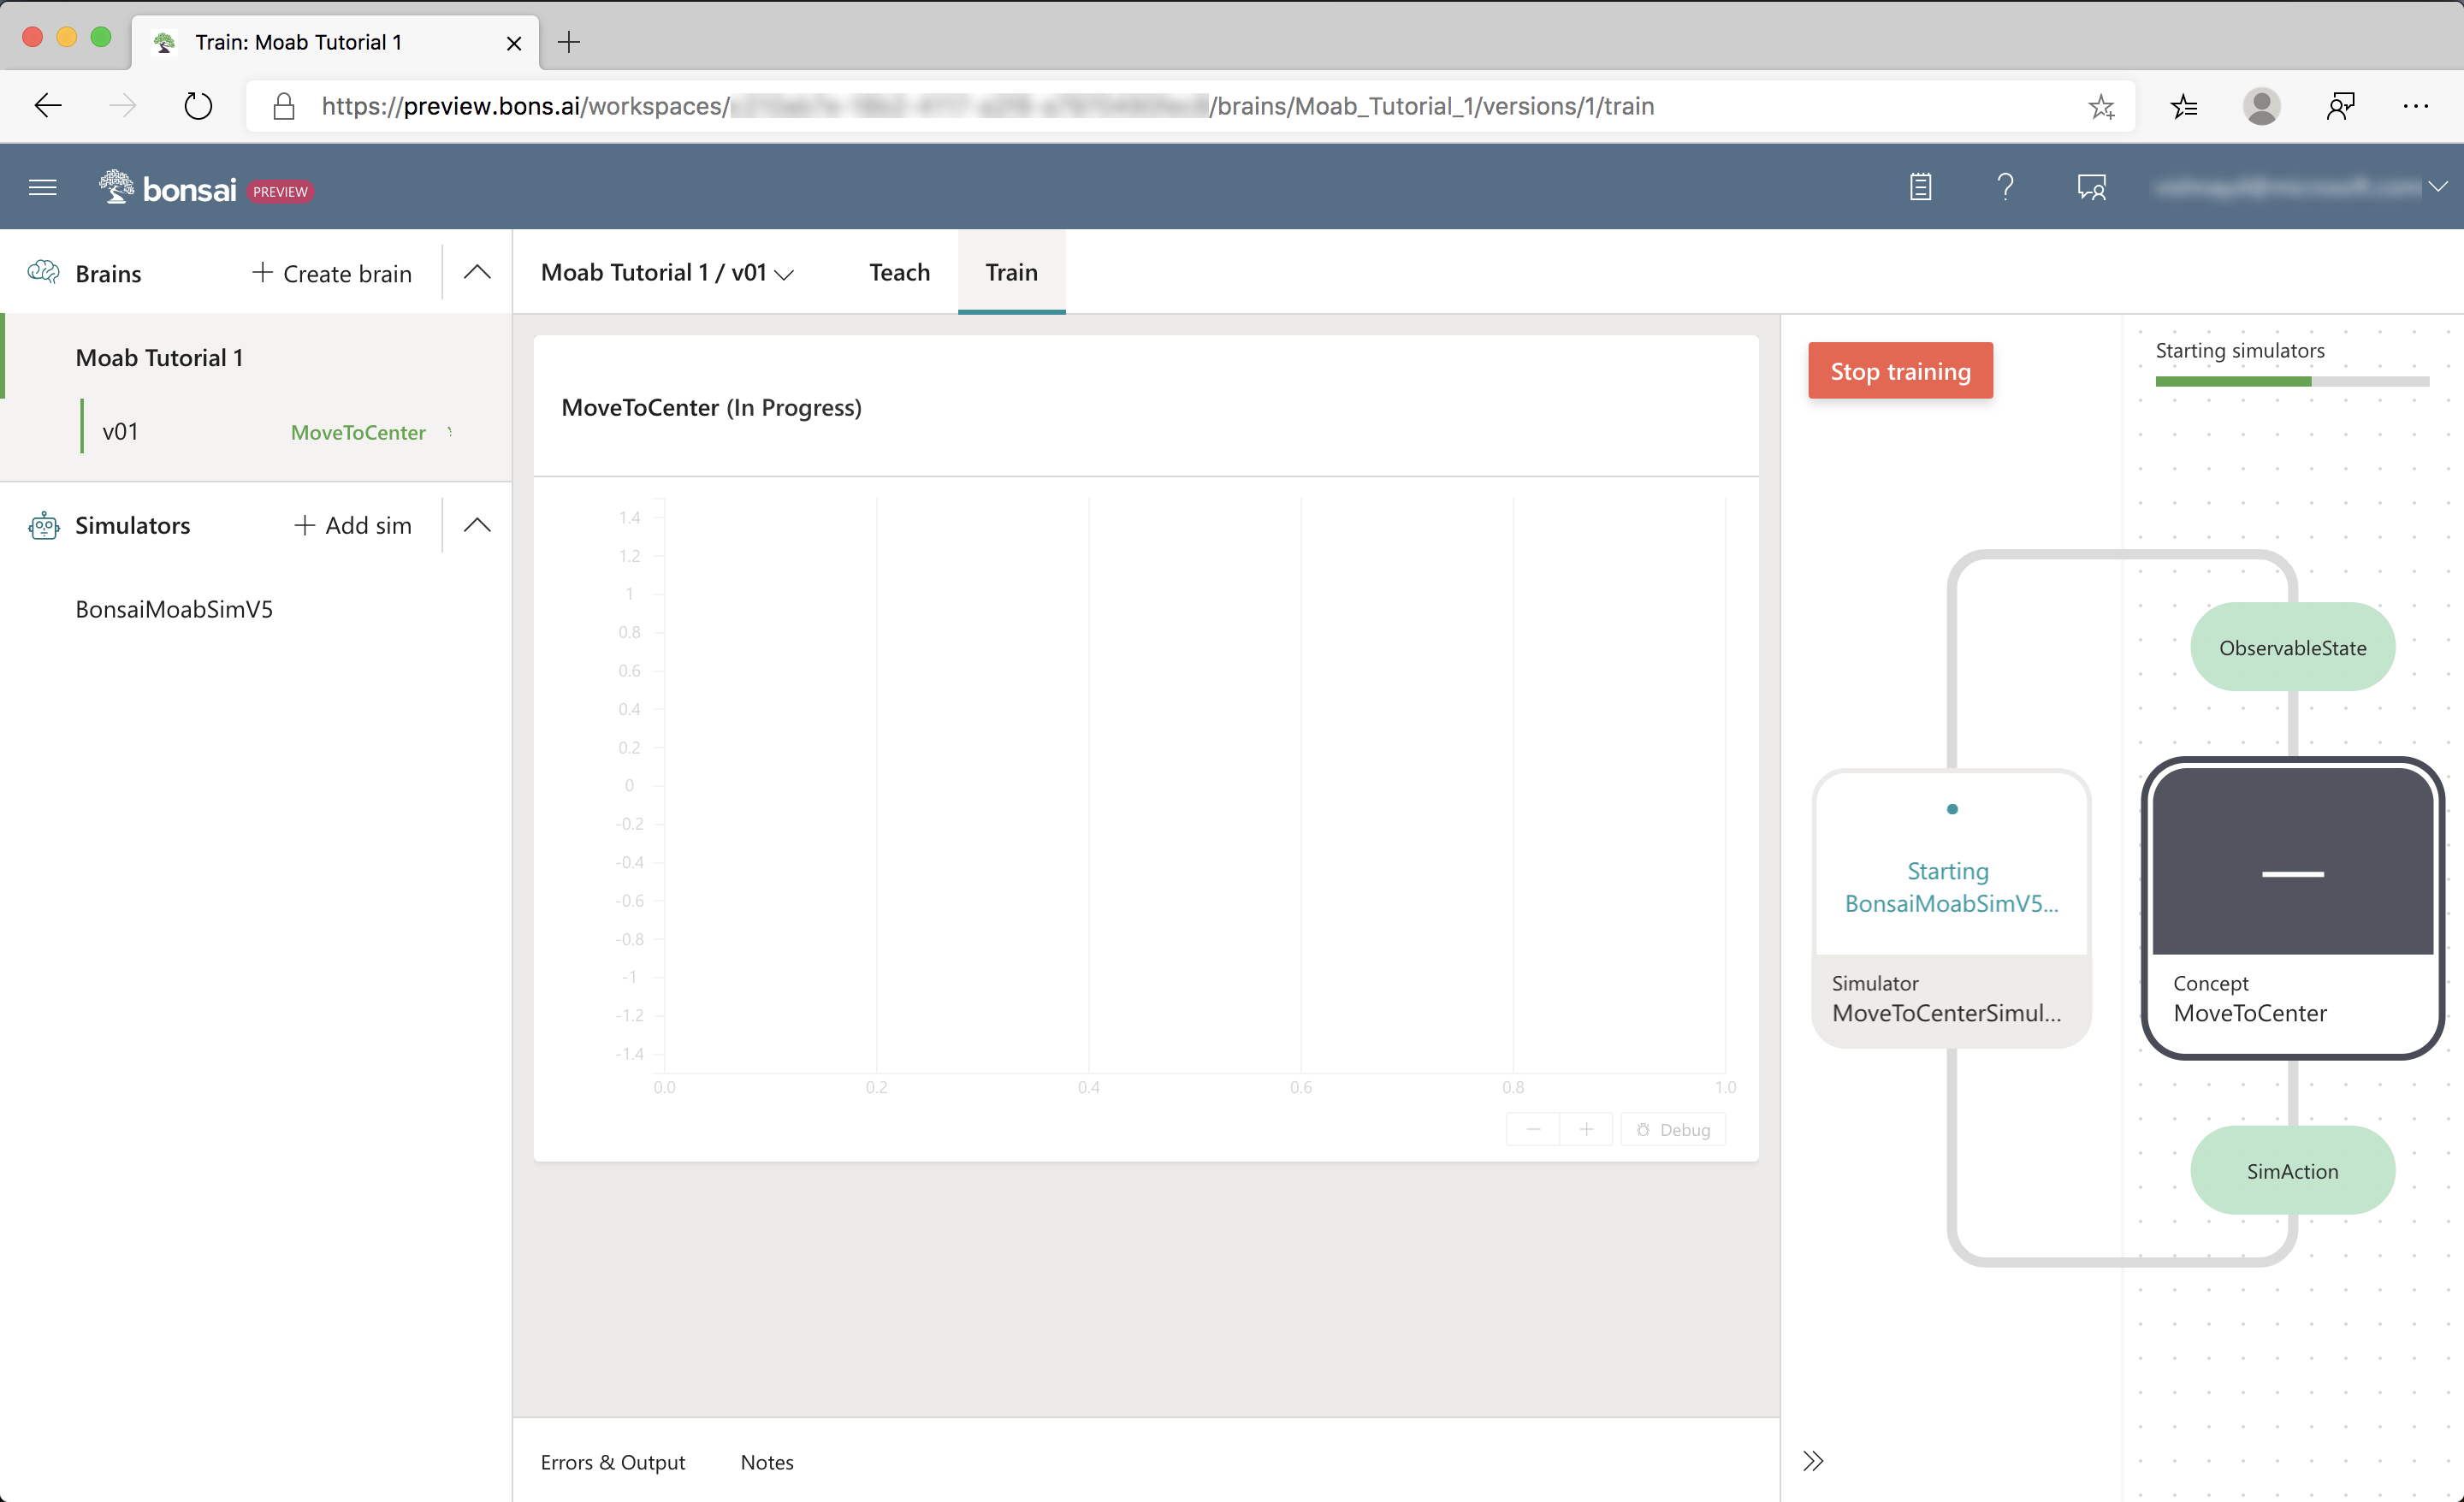 Train: Moab Tutorial 1
https://preview.bons.ai/workspaces/
/brains/Moab_Tutorial_1/versions/1/train
bonsai PREVIEW
Brains
Create brain
Moab Tutorial 1 / v01
Teach
Train
Moab Tutorial 1
v01
MoveToCenter
Simulators
Add sim
BonsaiMoabSimV5
MoveToCenter (In Progress)
1.4
1.2
1
0.8
0.6
0.4
0.2
0
-0.2
-0.4
-0.6
-0.8
-1
-1.2
-1.4
0.0
0.2
0.4
0.6
0.8
1.0
Debug
Errors & Output
Notes
Stop training
Starting simulators
ObservableState
Starting
BonsaiMoabSimV5...
Simulator
MoveToCenterSimul...
Concept
MoveToCenter
SimAction